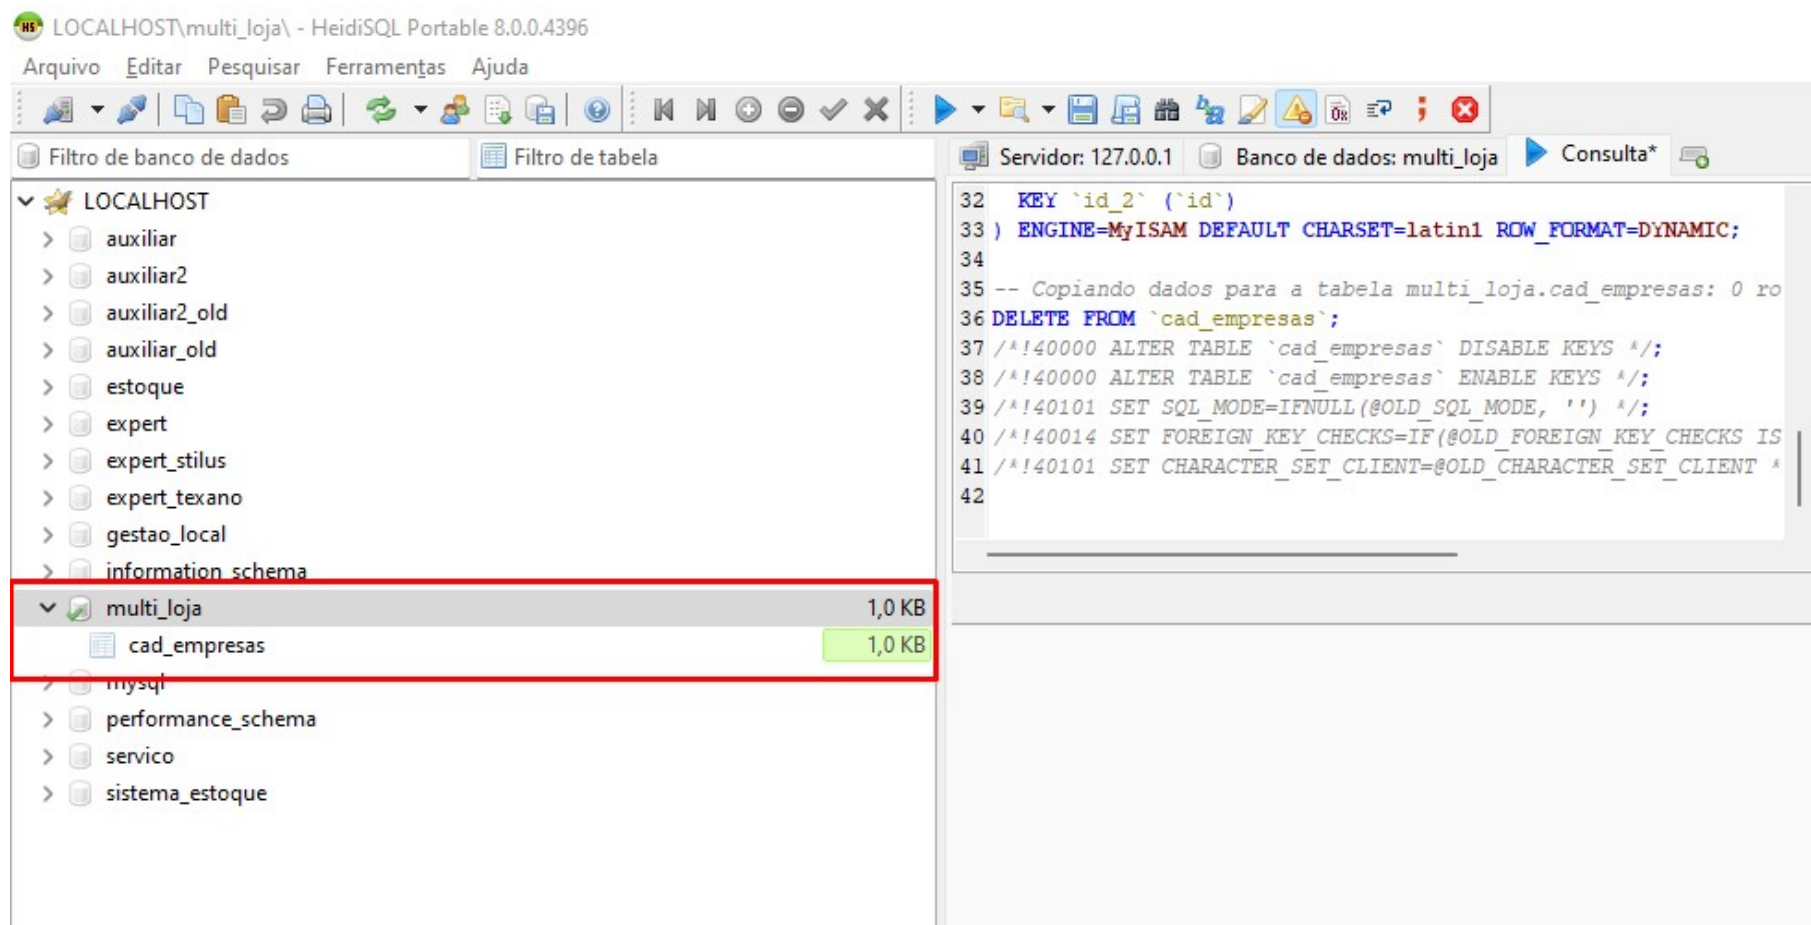 LOCALHOST\multi_loja\ - HeidiSQL Portable 8.0.0.4396
Arquivo Editar Pesquisar Ferramentas Ajuda
Filtro de banco de dados
Filtro de tabela
LOCALHOST
auxiliar
auxiliar2
auxiliar2_old
auxiliar_old
estoque
expert
expert_stilus
expert_texano
gestao_local
information_schema
multi_loja 1,0 KB
cad_empresas 1,0 KB
mysql
performance_schema
servico
sistema_estoque
Servidor: 127.0.0.1 Banco de dados: multi_loja Consulta*
32 KEY `id_2` (`id`)
33 ) ENGINE=MyISAM DEFAULT CHARSET=latin1 ROW_FORMAT=DYNAMIC;
34
35 -- Copiando dados para a tabela multi_loja.cad_empresas: 0 ro
36 DELETE FROM `cad_empresas`;
37 /*!40000 ALTER TABLE `cad_empresas` DISABLE KEYS */;
38 /*!40000 ALTER TABLE `cad_empresas` ENABLE KEYS */;
39 /*!40101 SET SQL_MODE=IFNULL(@OLD_SQL_MODE, '') */;
40 /*!40014 SET FOREIGN_KEY_CHECKS=IF(@OLD_FOREIGN_KEY_CHECKS IS
41 /*!40101 SET CHARACTER_SET_CLIENT=@OLD_CHARACTER_SET_CLIENT *
42